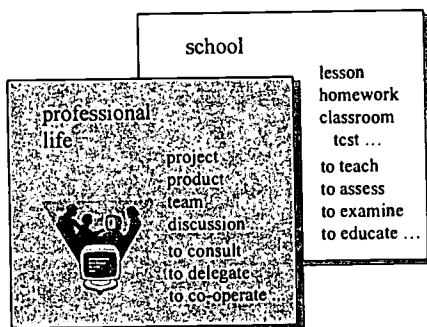 school
lesson
homework
classroom
test ...
to teach
to assess
to examine
to educate ...
professional
life
project
product
team
discussion
to consult
to delegate
to co-operate ...